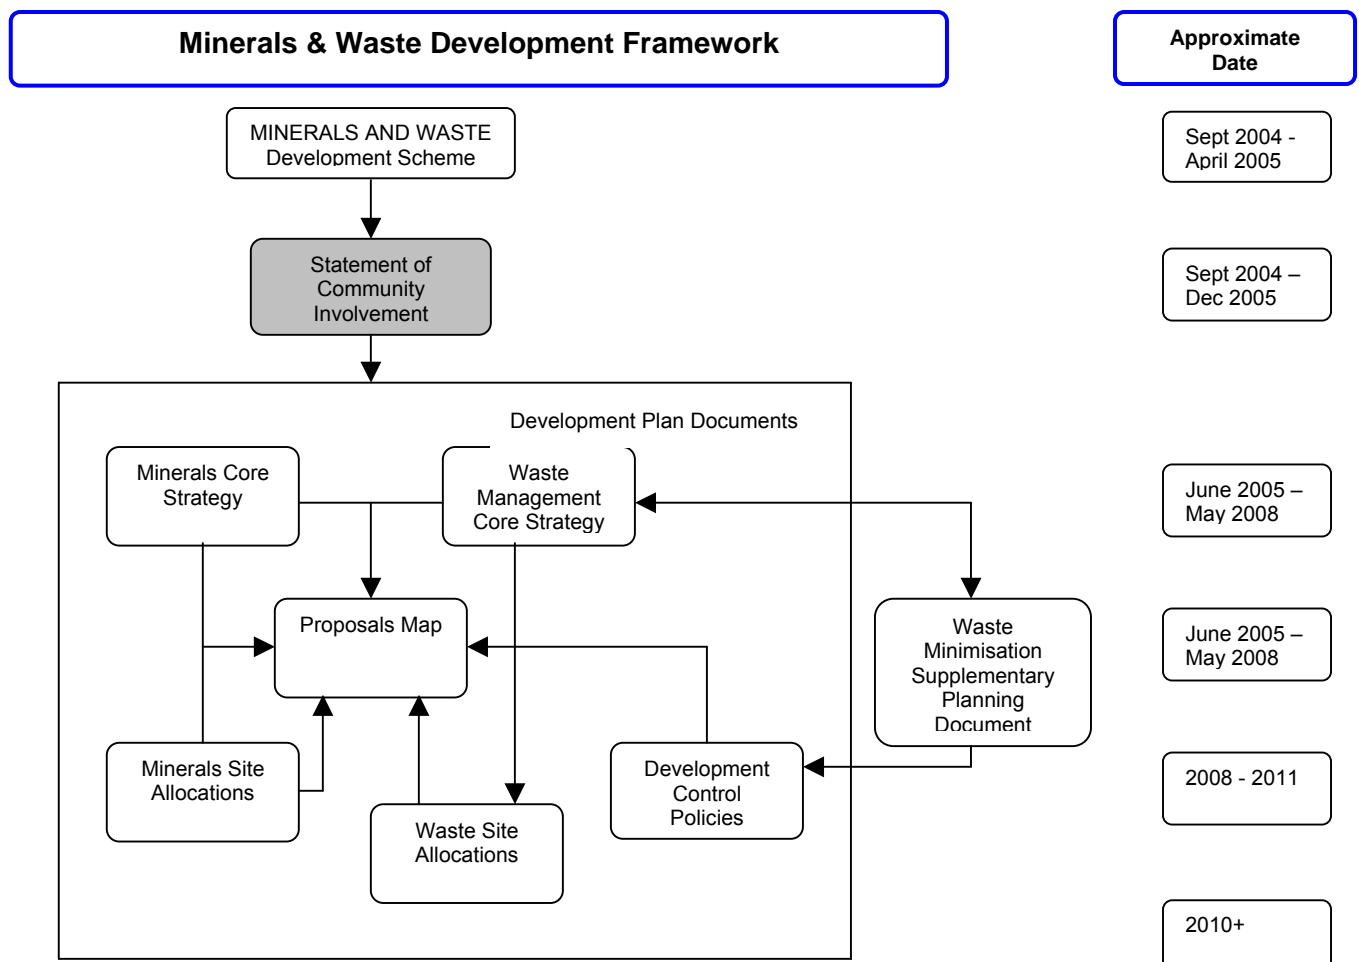 Minerals & Waste Development Framework
Approximate
Date
MINERALS AND WASTE
Development Scheme
Sept 2004 -
April 2005
Statement of
Community
Involvement
Sept 2004 –
Dec 2005
Development Plan Documents
Minerals Core
Strategy
Waste
Management
Core Strategy
June 2005 –
May 2008
Proposals Map
Waste
Minimisation
Supplementary
Planning
Document
June 2005 –
May 2008
Minerals Site
Allocations
Development
Control
Policies
2008 - 2011
Waste Site
Allocations
2010+